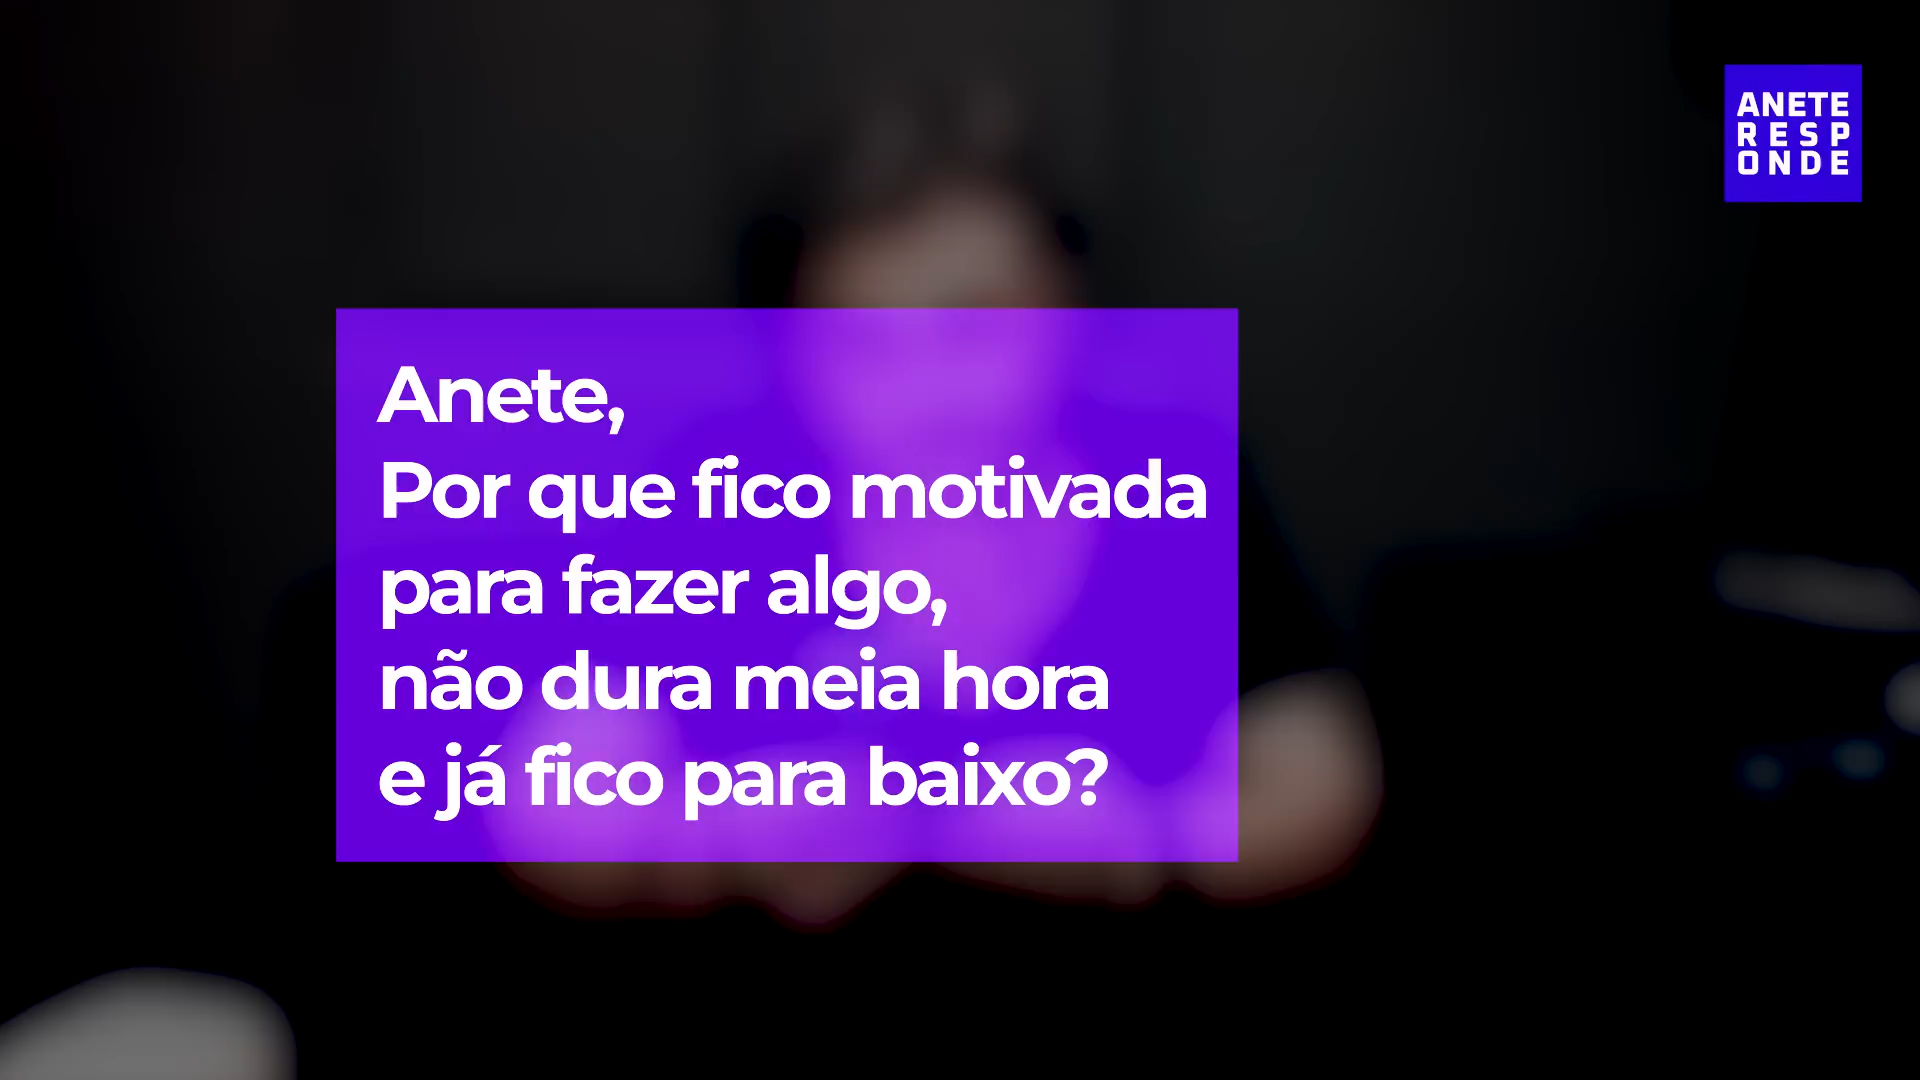 ANETE
RESP
ONDE
Anete,
Por que fico motivada
para fazer algo,
não dura meia hora
e já fico para baixo?